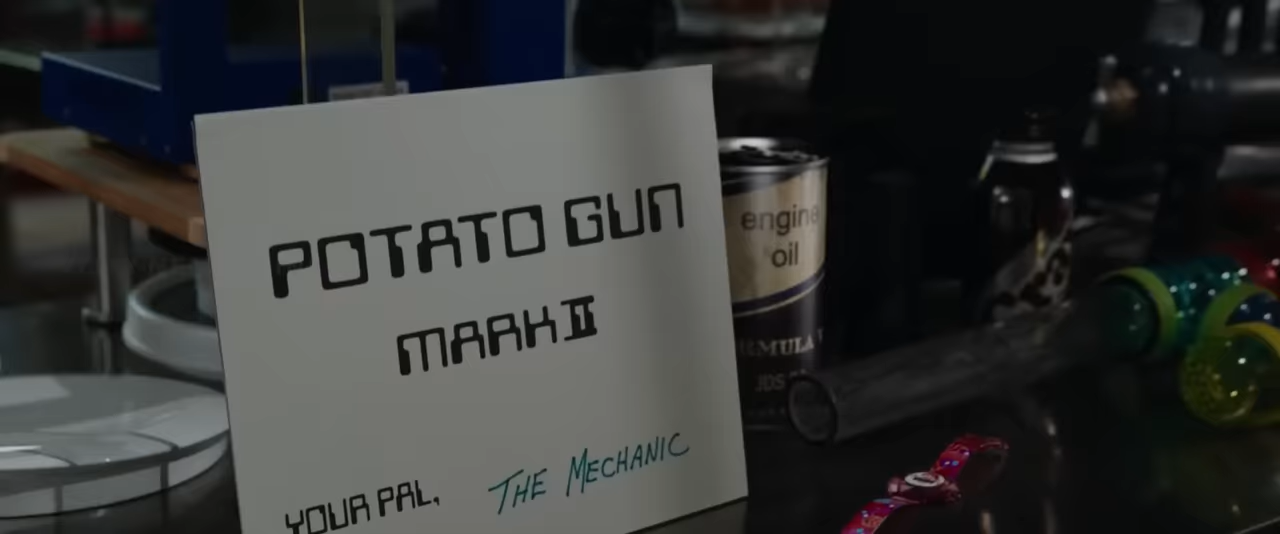 POTATO GUN
MARK II
YOUR PAL, THE MECHANIC
engine
oil